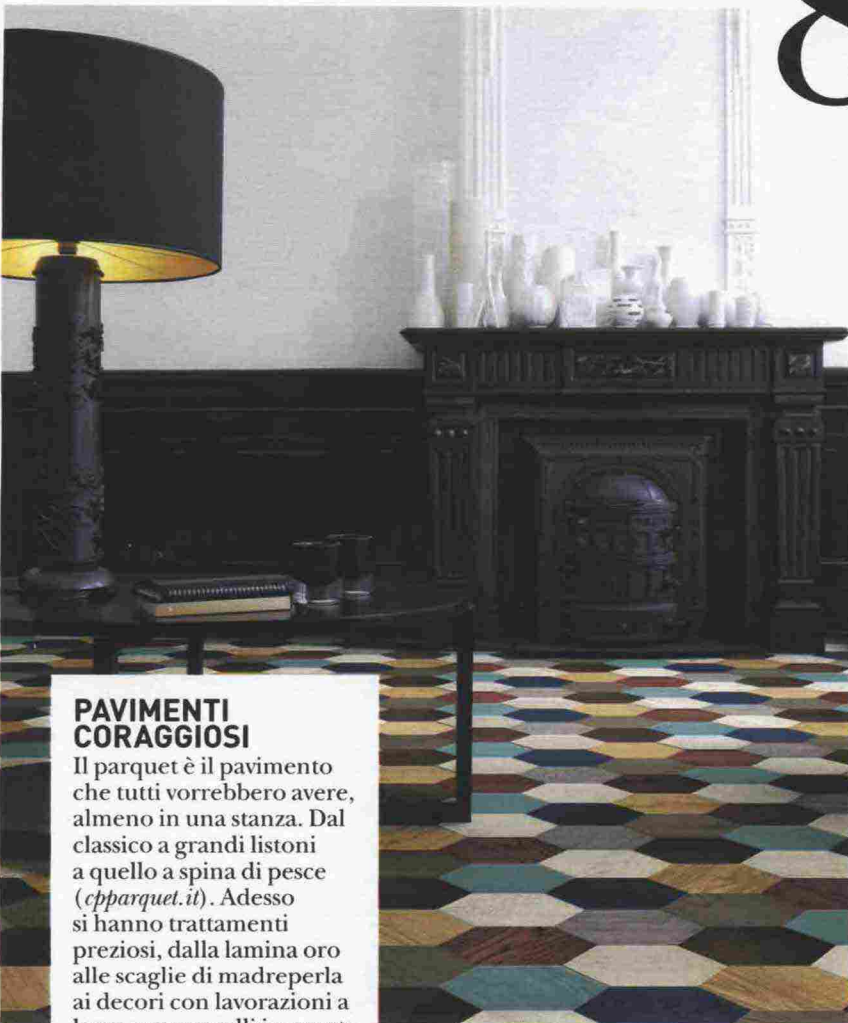 &
PAVIMENTI
CORAGGIOSI
Il parquet è il pavimento
che tutti vorrebbero avere,
almeno in una stanza. Dal
classico a grandi listoni
a quello a spina di pesce
(cpparquet.it). Adesso
si hanno trattamenti
preziosi, dalla lamina oro
alle scaglie di madreperla
ai decori con lavorazioni a